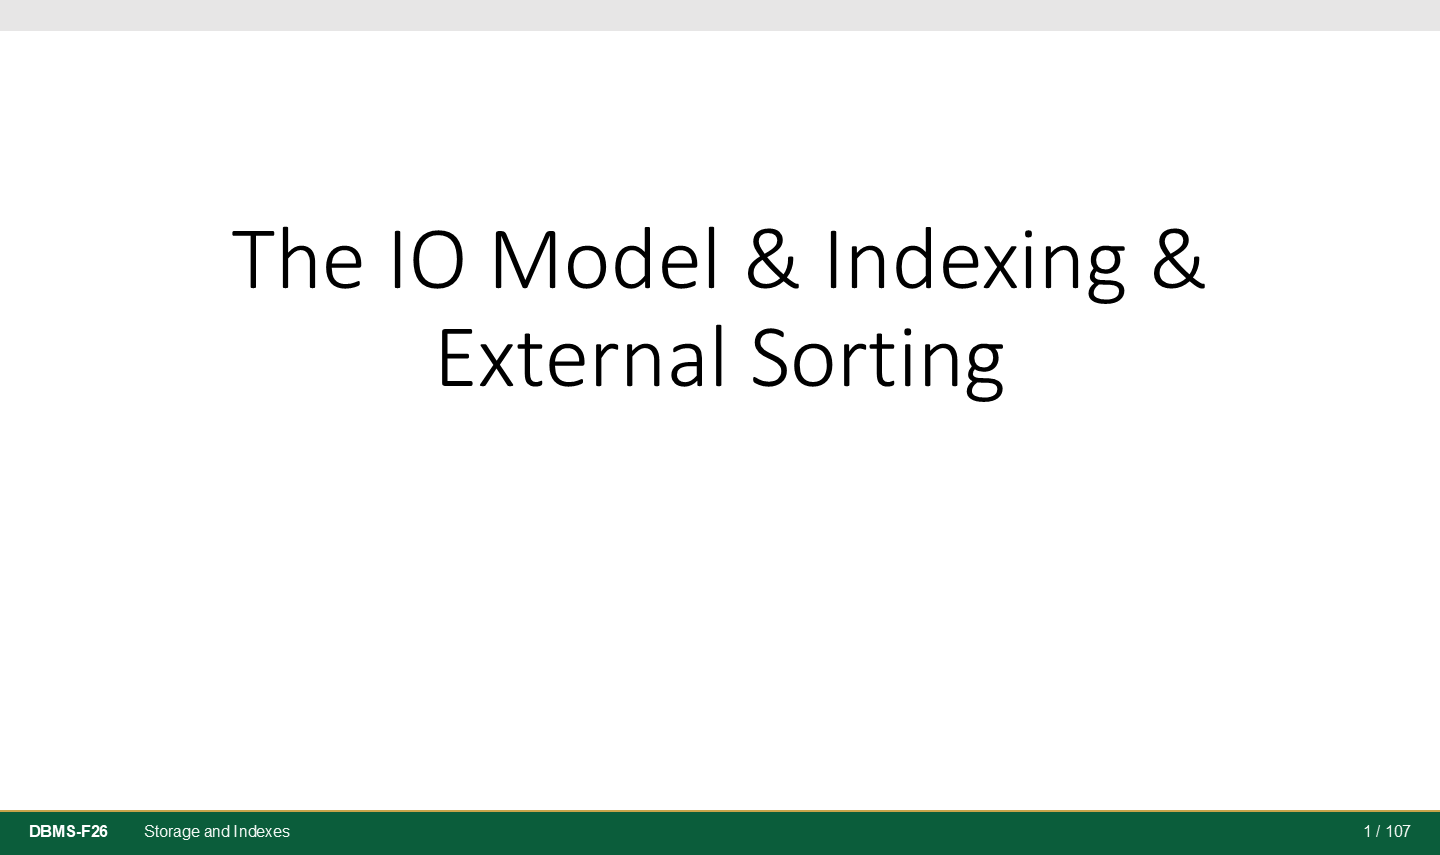 The IO Model & Indexing &
External Sorting
DBMS-F26 Storage and Indexes 1 / 107